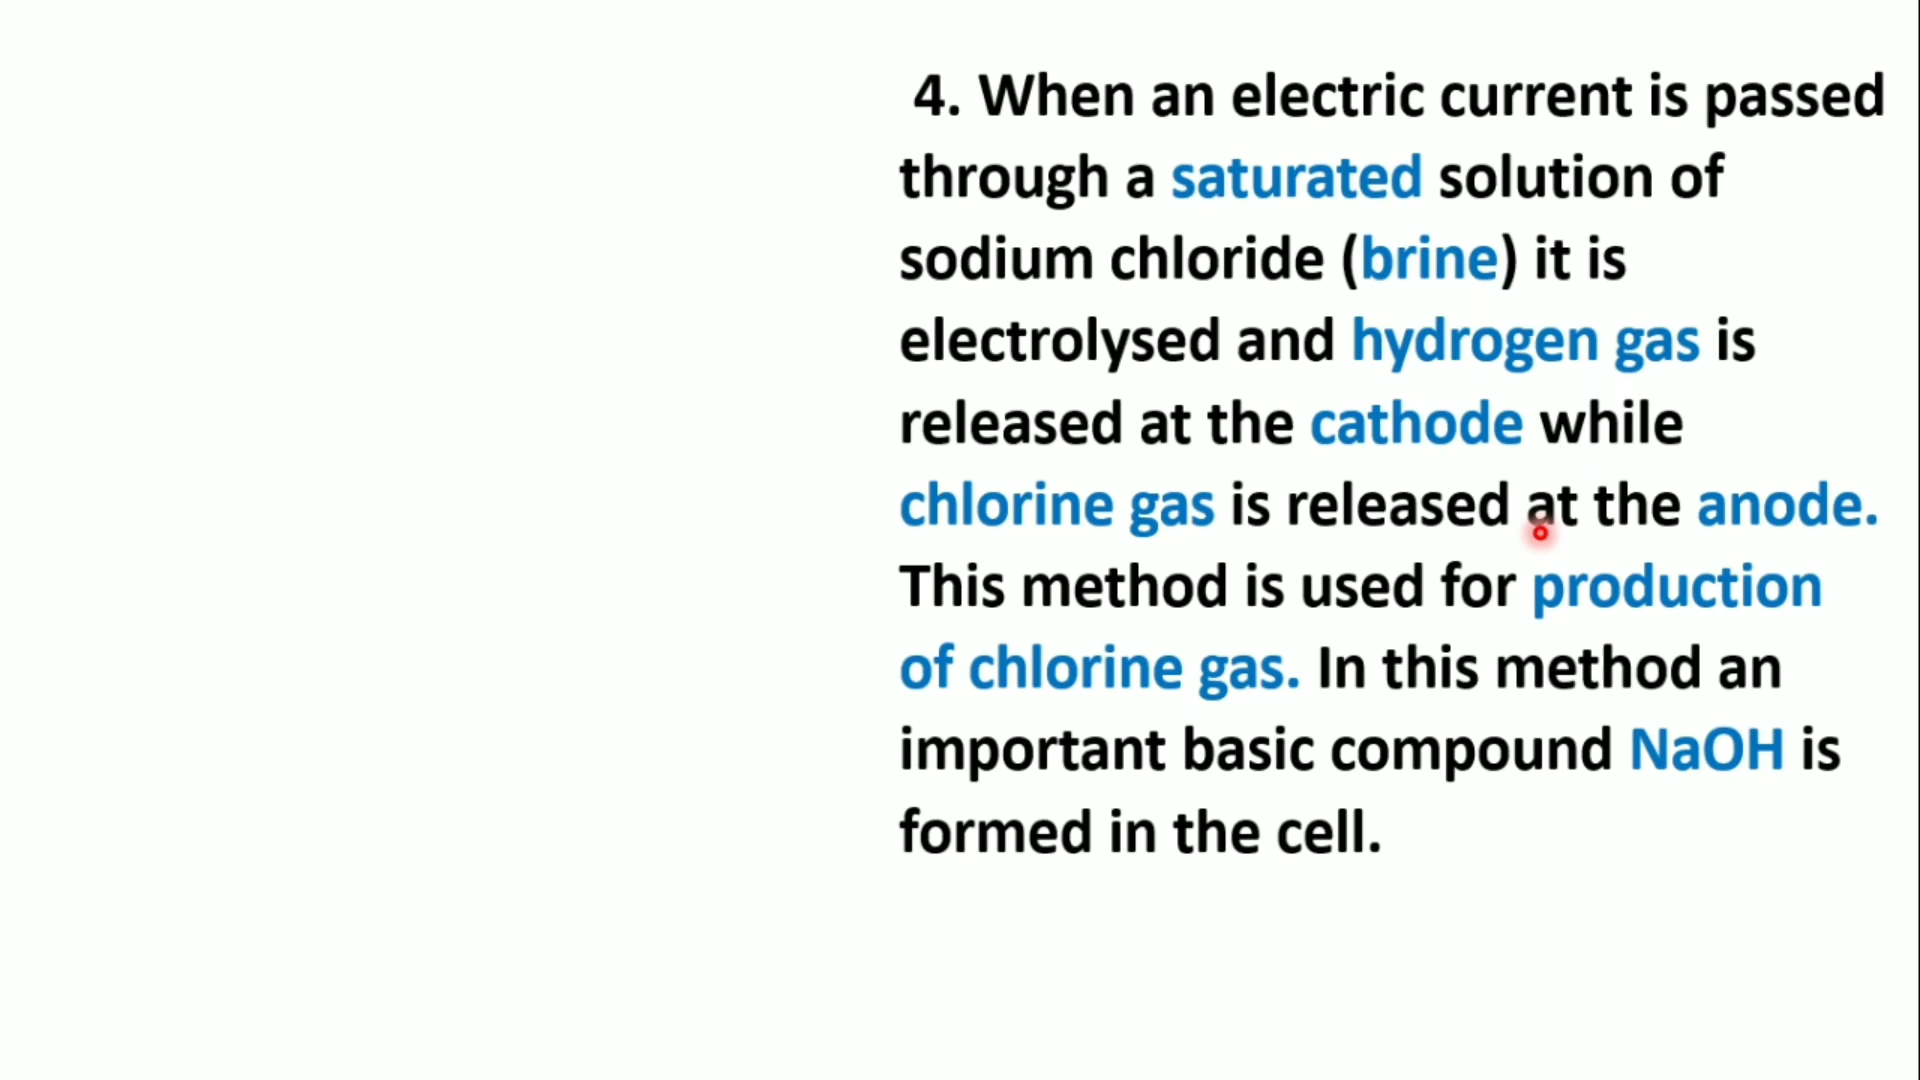 4. When an electric current is passed
through a saturated solution of
sodium chloride (brine) it is
electrolysed and hydrogen gas is
released at the cathode while
chlorine gas is released at the anode.
This method is used for production
of chlorine gas. In this method an
important basic compound NaOH is
formed in the cell.